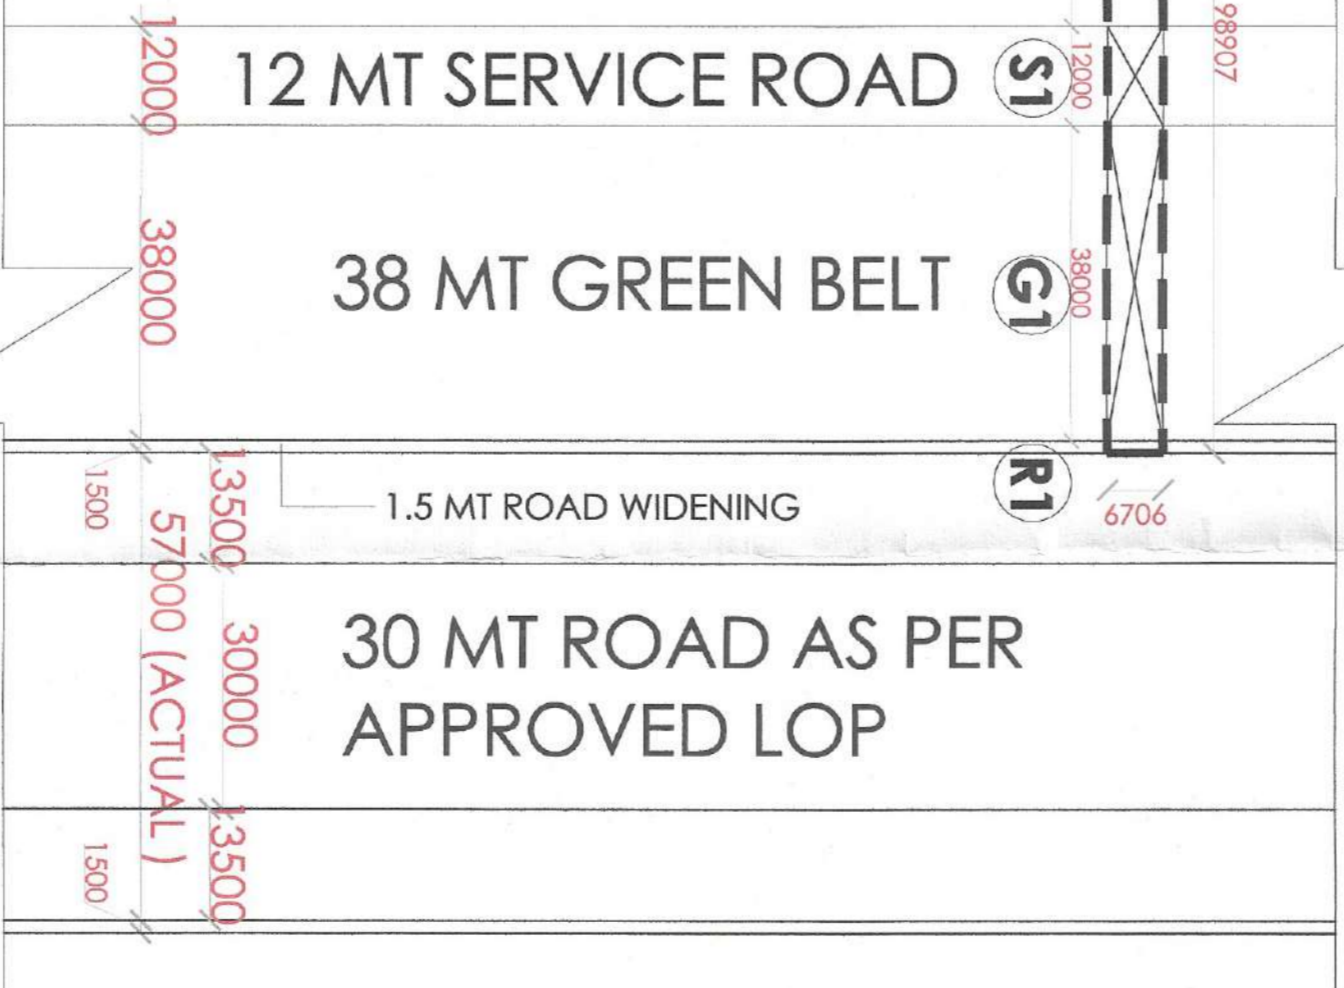 12000
12 MT SERVICE ROAD
S1
12000
98907
38000
38 MT GREEN BELT
G1
38000
1500
13500
1.5 MT ROAD WIDENING
R1
6706
57000 (ACTUAL )
30000
30 MT ROAD AS PER
APPROVED LOP
1500
13500